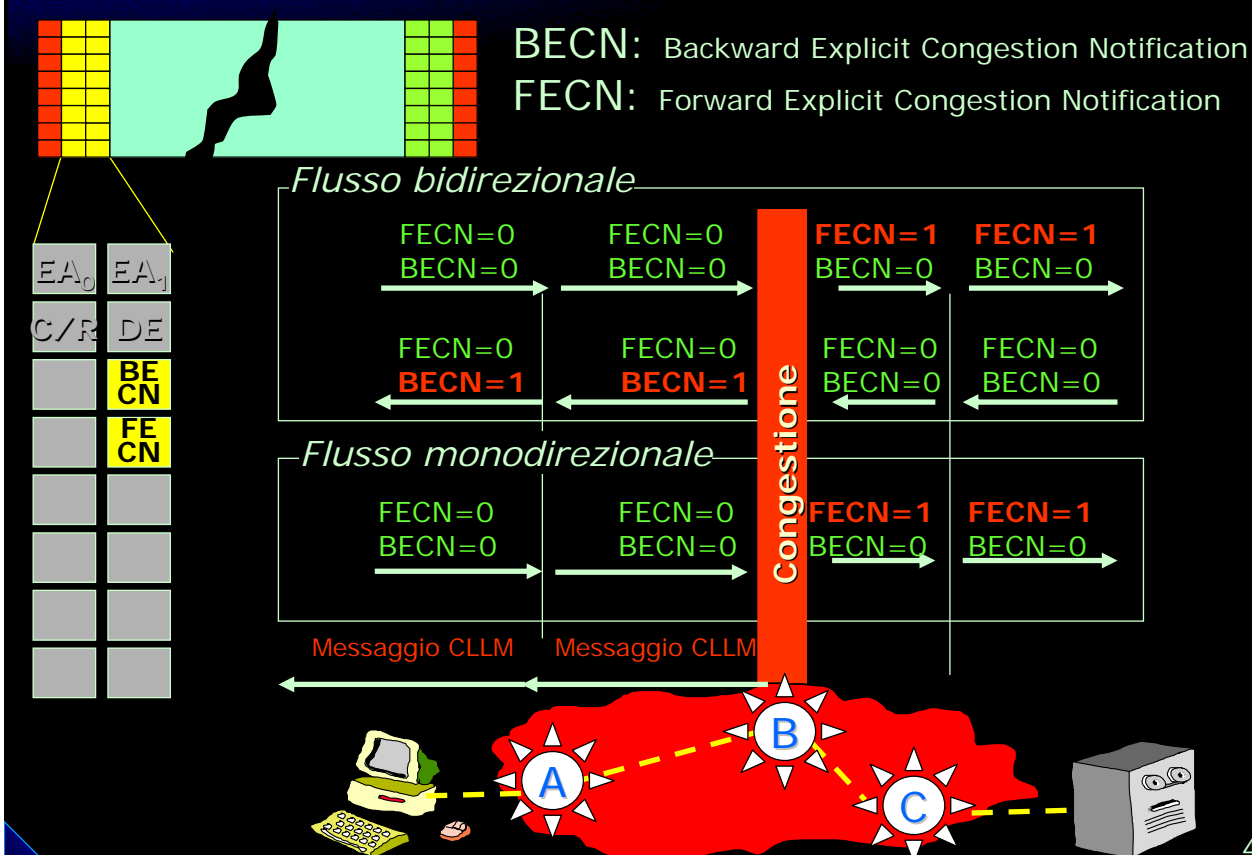 BECN: Backward Explicit Congestion Notification
FECN: Forward Explicit Congestion Notification
Flusso bidirezionale
FECN=0 FECN=0 FECN=1 FECN=1
BECN=0 BECN=0 BECN=0 BECN=0
FECN=0 FECN=0 FECN=0 FECN=0
BECN=1 BECN=1 BECN=0 BECN=0
EA0 EA1
C/R DE
BE
CN
FE
CN
Congestione
Flusso monodirezionale
FECN=0 FECN=0 FECN=1 FECN=1
BECN=0 BECN=0 BECN=0 BECN=0
Messaggio CLLM Messaggio CLLM
A
B
C